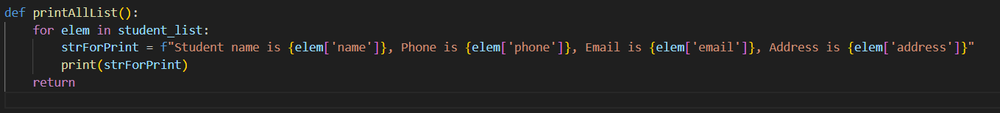 def printAllList():
    for elem in student_list:
        strForPrint = f"Student name is {elem['name']}, Phone is {elem['phone']}, Email is {elem['email']}, Address is {elem['address']}"
        print(strForPrint)
    return